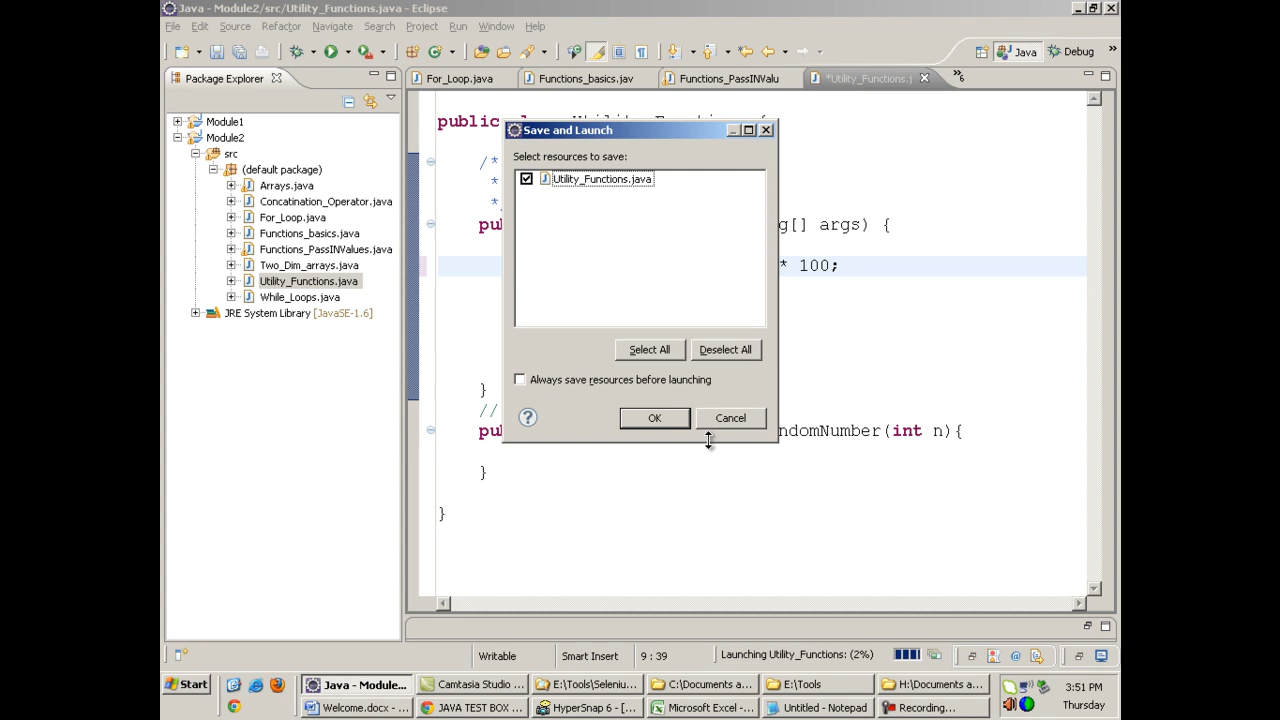 Java - Module2/src/Utility_Functions.java - Eclipse
File Edit Source Refactor Navigate Search Project Run Window Help
Java Debug
Package Explorer
For_Loop.java
Functions_basics.jav
Functions_PassINValu
*Utility_Functions.j
Module1
Module2
src
(default package)
Arrays.java
Concatination_Operator.java
For_Loop.java
Functions_basics.java
Functions_PassINValues.java
Two_Dim_arrays.java
Utility_Functions.java
While_Loops.java
JRE System Library [JavaSE-1.6]
public
/*
*
*
pu g[] args) {
* 100;
}
//
pu ndomNumber(int n){
}
}
Save and Launch
Select resources to save:
Utility_Functions.java
Select All Deselect All
Always save resources before launching
? OK Cancel
Writable Smart Insert 9 : 39 Launching Utility_Functions: (2%)
Start Java - Module... Camtasia Studio ... E:\Tools\Seleniu... C:\Documents a... E:\Tools H:\Documents a... 3:51 PM
Welcome.docx - ... JAVA TEST BOX ... HyperSnap 6 - [... Microsoft Excel -... Untitled - Notepad Recording... Thursday